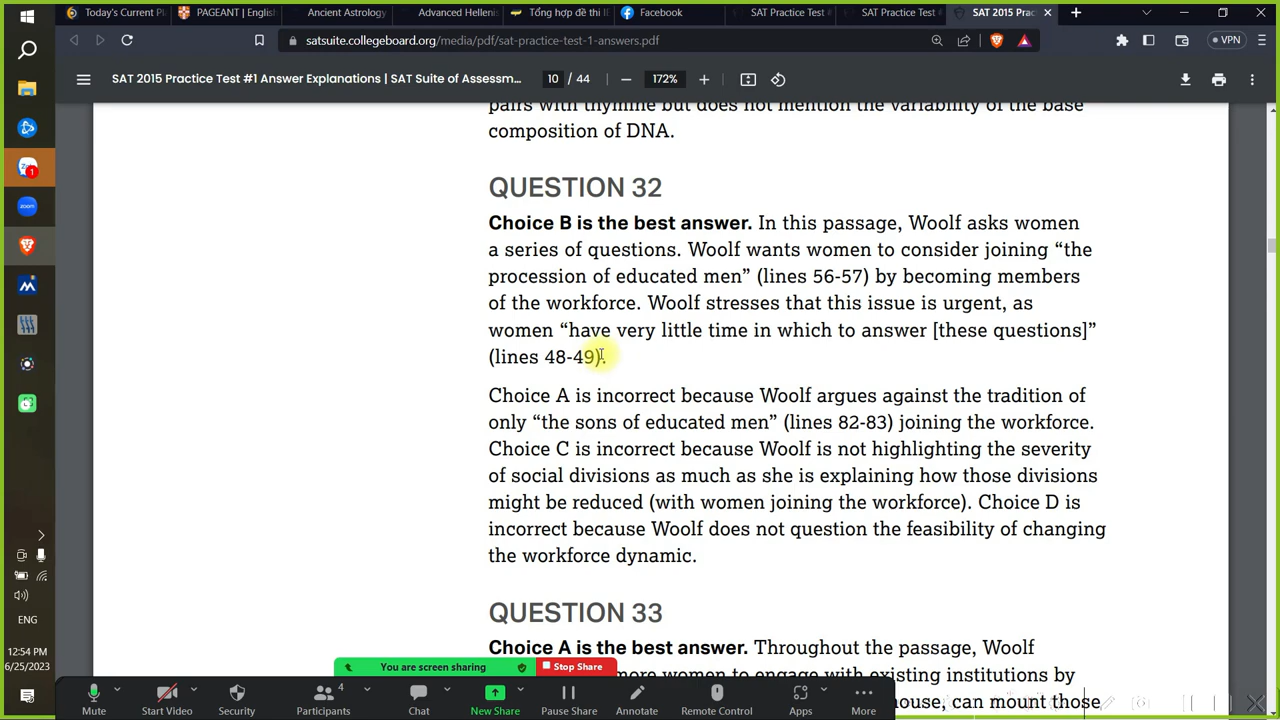 Today's Current Pl
PAGEANT | English
Ancient Astrology
Advanced Hellenis
Tổng hợp đề thi IE
Facebook
SAT Practice Test #
SAT Practice Test #
SAT 2015 Prac
satsuite.collegeboard.org/media/pdf/sat-practice-test-1-answers.pdf
VPN
SAT 2015 Practice Test #1 Answer Explanations | SAT Suite of Assessm...
10 / 44
172%
pairs with thymine but does not mention the variability of the base
composition of DNA.
QUESTION 32
Choice B is the best answer. In this passage, Woolf asks women
a series of questions. Woolf wants women to consider joining “the
procession of educated men” (lines 56-57) by becoming members
of the workforce. Woolf stresses that this issue is urgent, as
women “have very little time in which to answer [these questions]”
(lines 48-49).
Choice A is incorrect because Woolf argues against the tradition of
only “the sons of educated men” (lines 82-83) joining the workforce.
Choice C is incorrect because Woolf is not highlighting the severity
of social divisions as much as she is explaining how those divisions
might be reduced (with women joining the workforce). Choice D is
incorrect because Woolf does not question the feasibility of changing
the workforce dynamic.
QUESTION 33
Choice A is the best answer. Throughout the passage, Woolf
more women to engage with existing institutions by
house, can mount those
You are screen sharing
Stop Share
Mute
Start Video
Security
4
Participants
Chat
New Share
Pause Share
Annotate
Remote Control
Apps
More
1
zoom
ENG
12:54 PM
6/25/2023